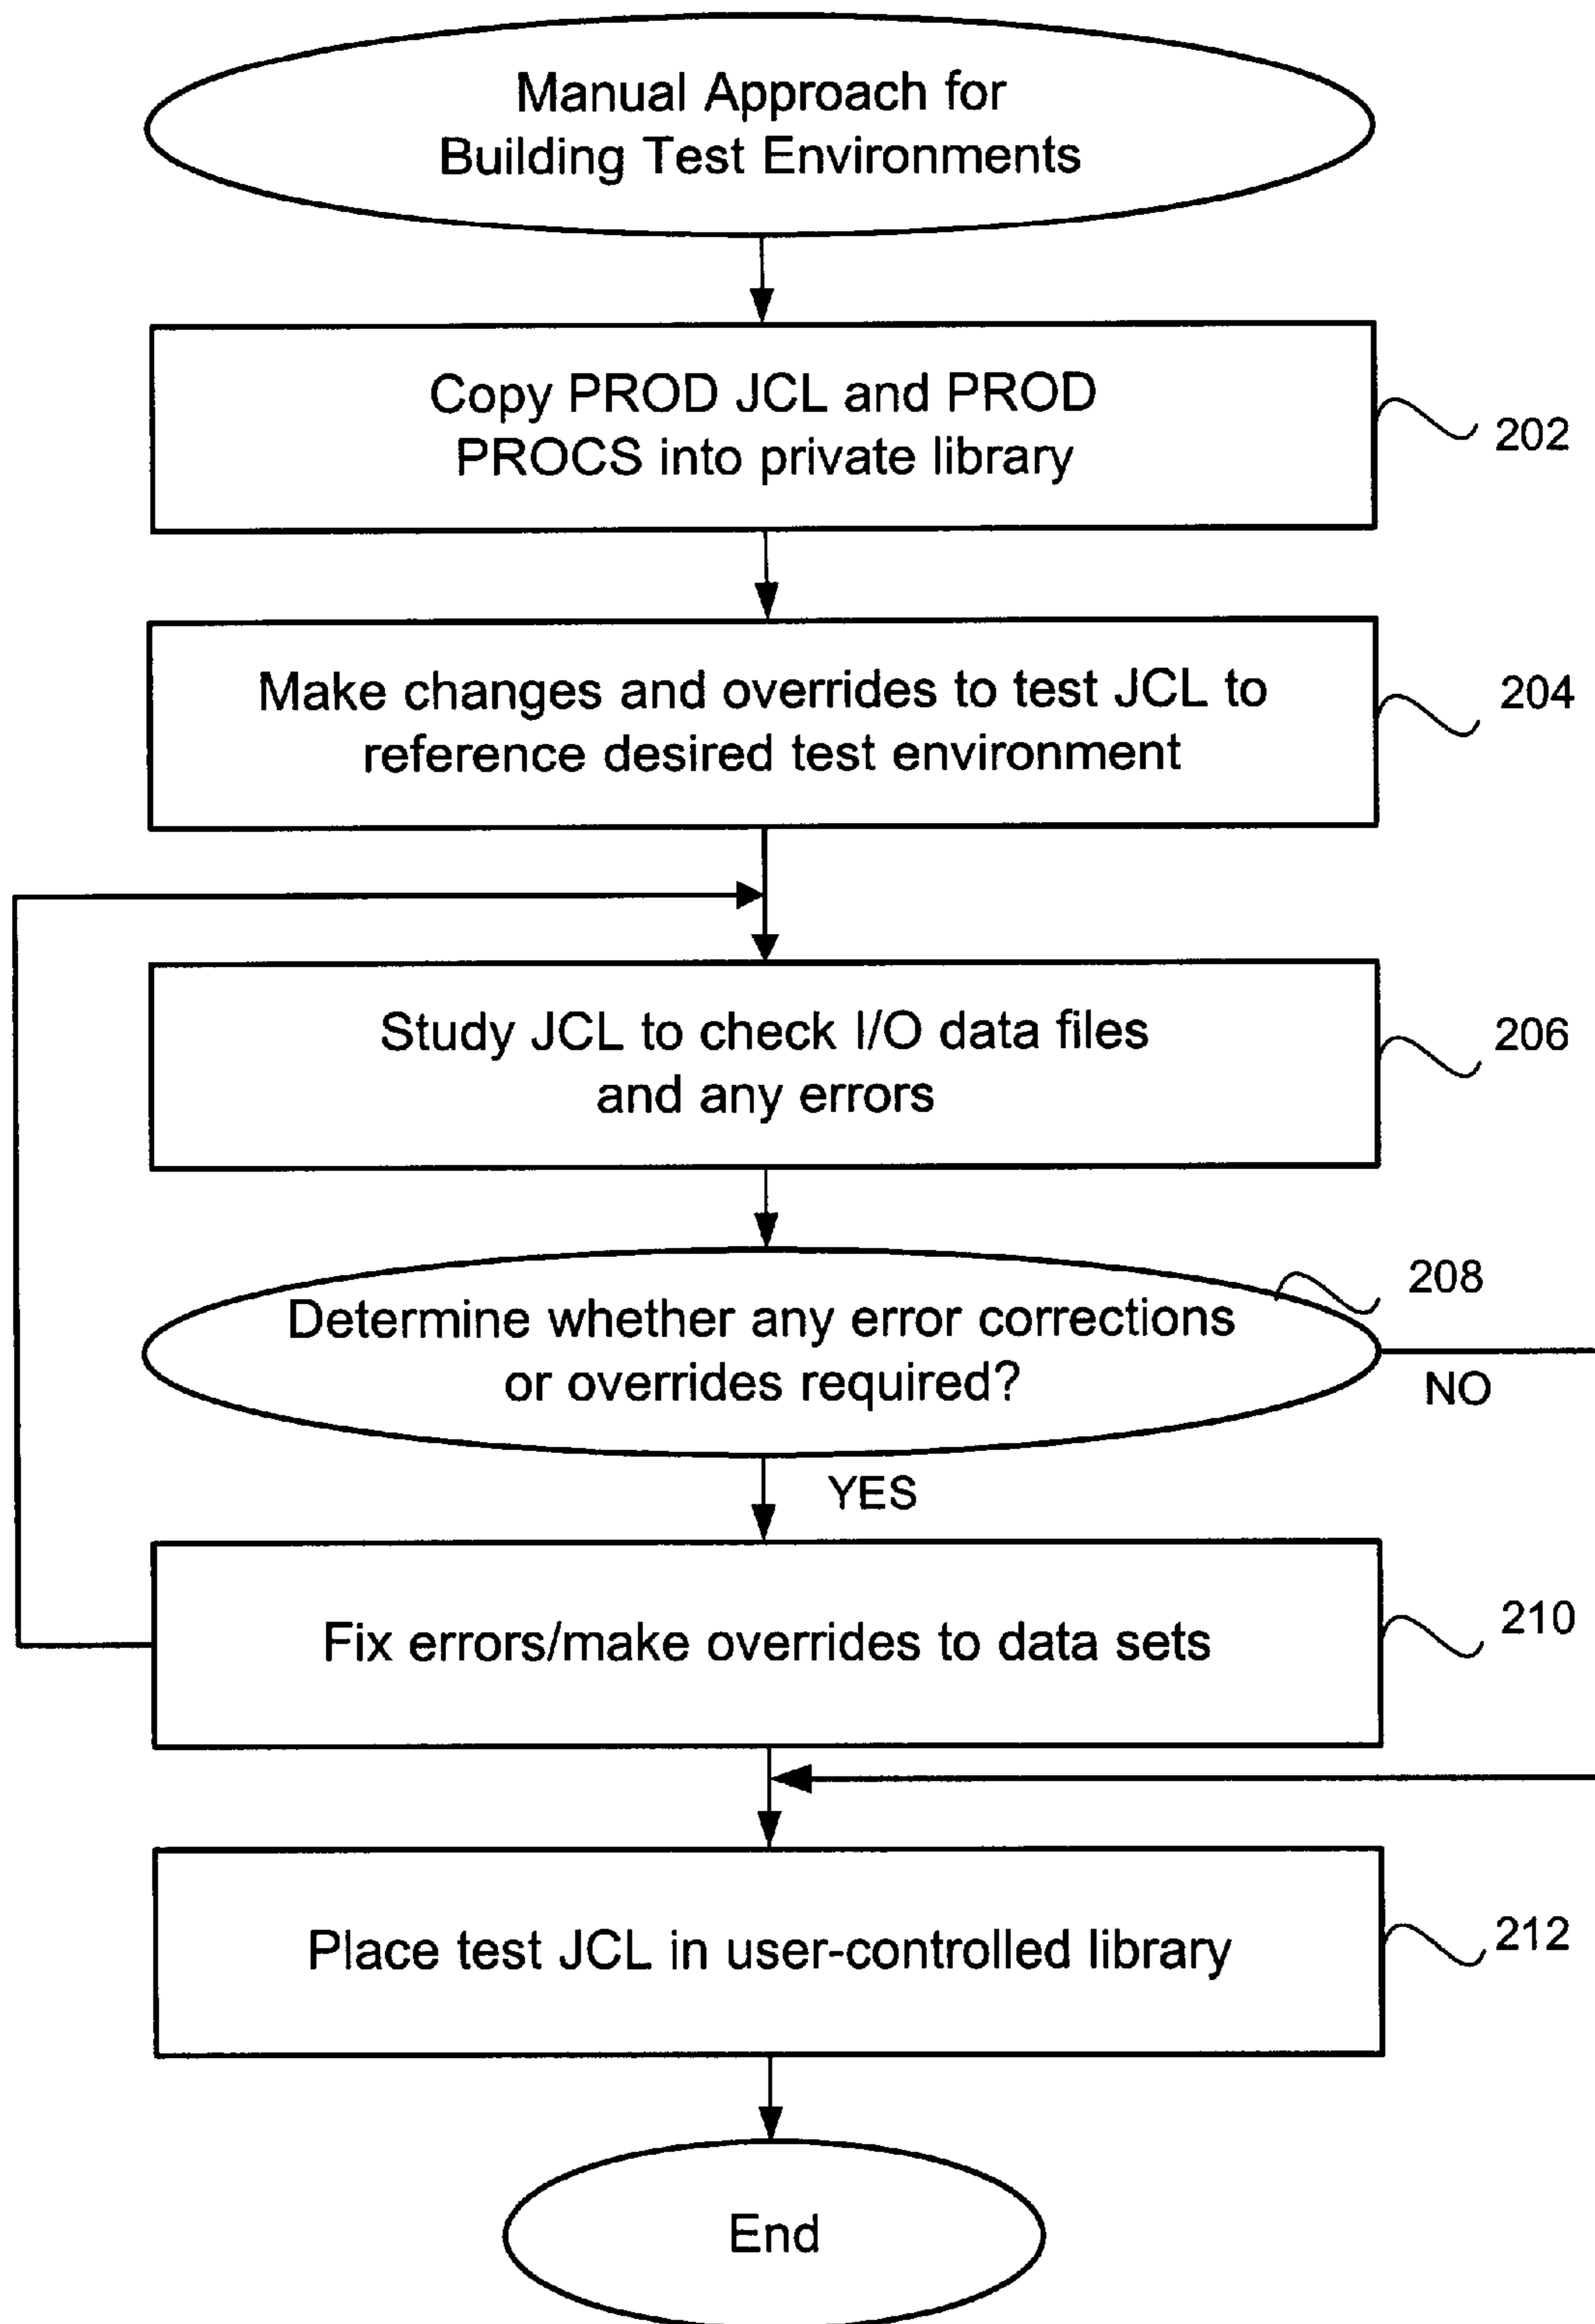 Manual Approach for
Building Test Environments
Copy PROD JCL and PROD
PROCS into private library
202
Make changes and overrides to test JCL to
reference desired test environment
204
Study JCL to check I/O data files
and any errors
206
208
Determine whether any error corrections
or overrides required?
NO
YES
Fix errors/make overrides to data sets
210
Place test JCL in user-controlled library
212
End